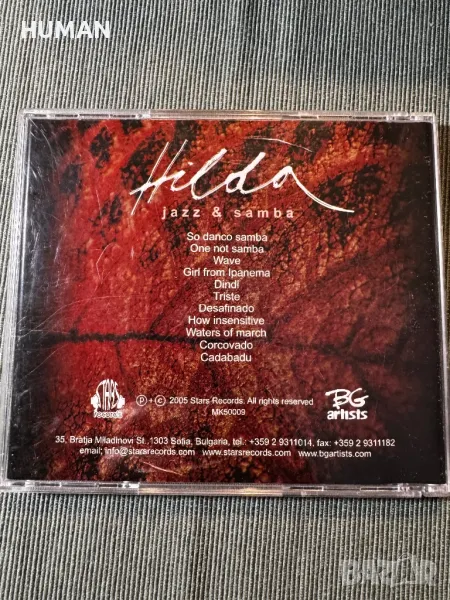 HUMAN
Hilda
jazz & samba
So danco samba
One not samba
Wave
Girl from Ipanema
Dindi
Triste
Desafinado
How insensitive
Waters of march
Corcovado
Cadabadu
STARS
records
℗ + © 2005 Stars Records. All rights reserved
MK50009
BG
artists
35, Bratja Miladinovi St ,1303 Sofia, Bulgaria, tel.: +359 2 9311014, fax: +359 2 9311182
email; info@starsrecords.com www.starsrecords.com www.bgartists.com
bazar